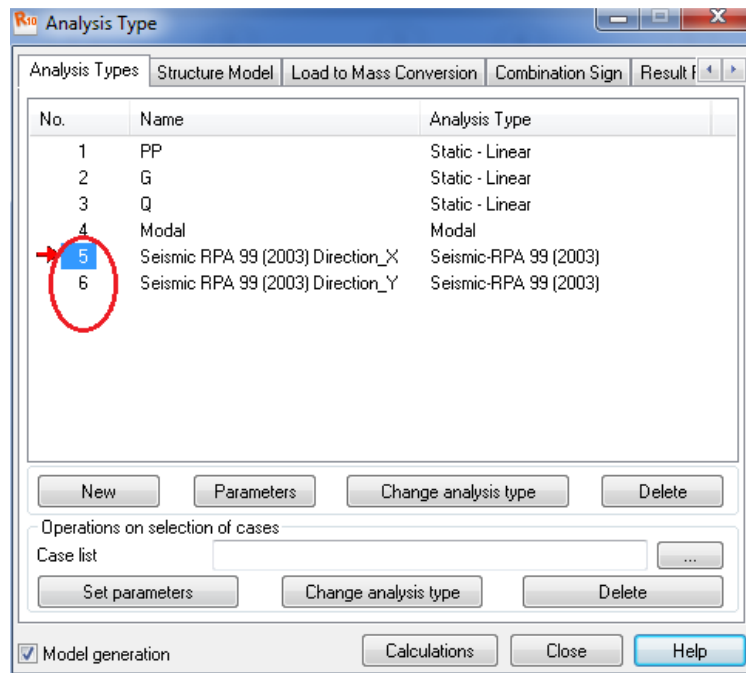 R10 Analysis Type
Analysis Types Structure Model Load to Mass Conversion Combination Sign Result
No. Name Analysis Type
1 PP Static - Linear
2 G Static - Linear
3 Q Static - Linear
4 Modal Modal
5 Seismic RPA 99 (2003) Direction_X Seismic-RPA 99 (2003)
6 Seismic RPA 99 (2003) Direction_Y Seismic-RPA 99 (2003)
New Parameters Change analysis type Delete
Operations on selection of cases
Case list ...
Set parameters Change analysis type Delete
Model generation Calculations Close Help